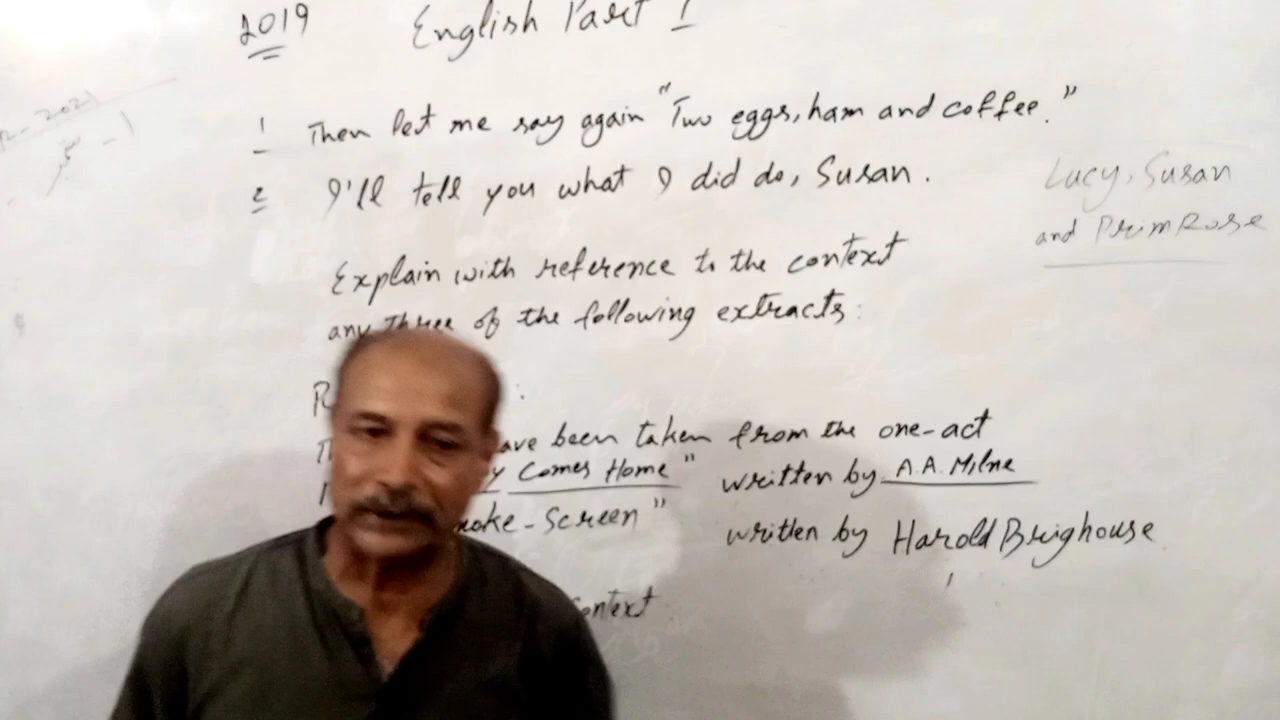 2019 English Part I
1 Then let me say again "Two eggs, ham and coffee."
2 I'll tell you what I did do, Susan.
Lucy, Susan
and PrimRose
Explain with reference to the context
any three of the following extracts:
:
ave been taken from the one-act
y Comes Home" written by A.A. Milne
oke-Screen" written by Harold Brighouse
ontext
2021